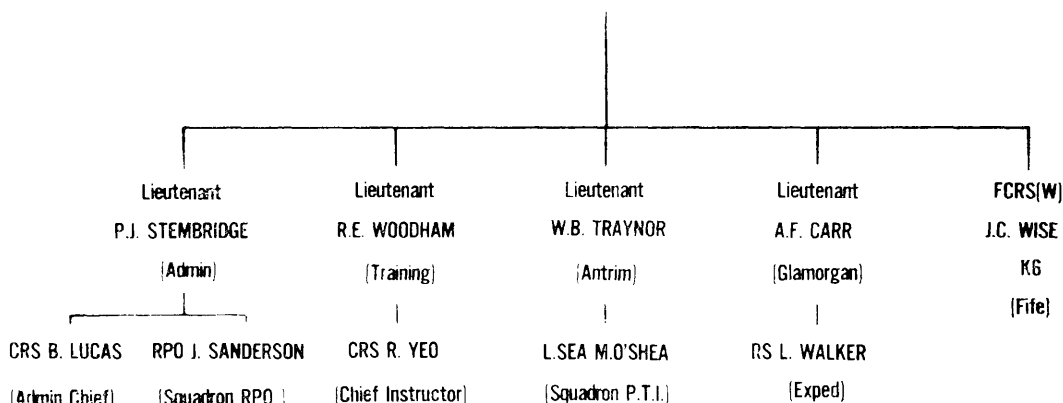 Lieutenant Lieutenant Lieutenant Lieutenant FCRS(W)
P.J. STEMBRIDGE R.E. WOODHAM W.B. TRAYNOR A.F. CARR J.C. WISE
(Admin) (Training) (Antrim) (Glamorgan) K6
(Fife)
CRS B. LUCAS RPO J. SANDERSON CRS R. YEO L.SEA M.O'SHEA RS L. WALKER
(Admin Chief) (Squadron RPO) (Chief Instructor) (Squadron P.T.I.) (Exped)